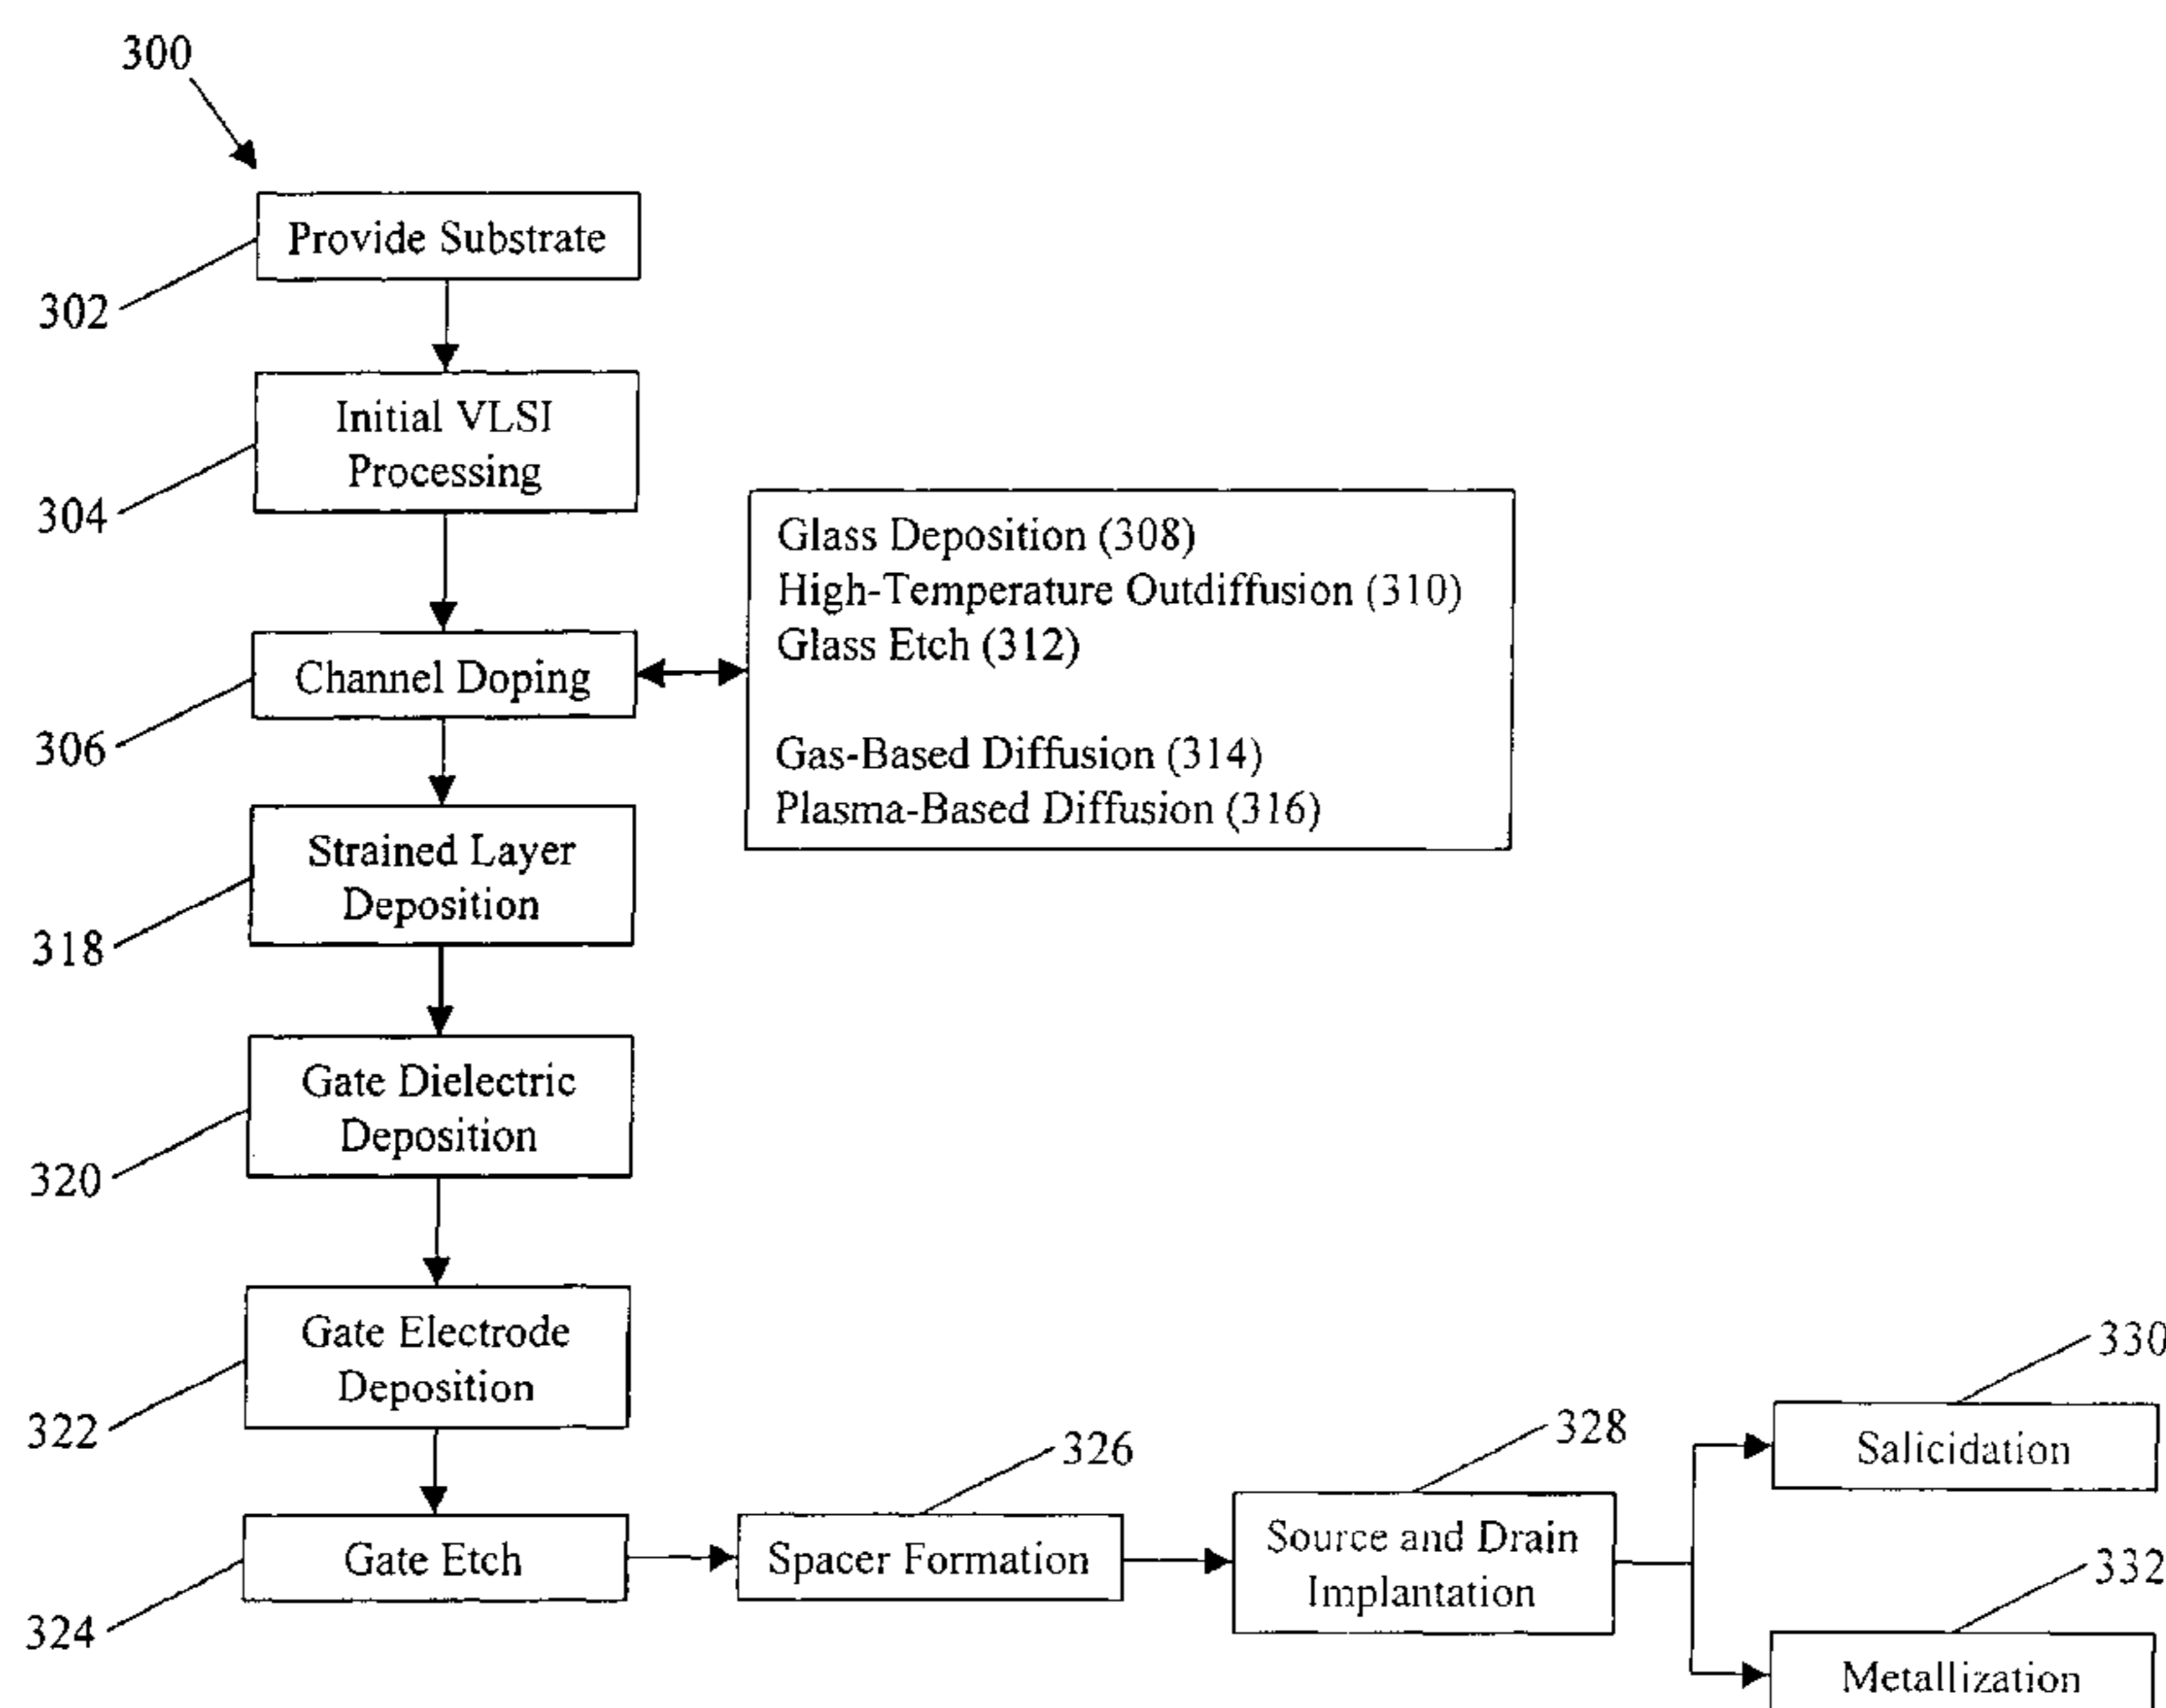 300
Provide Substrate
302
Initial VLSI
Processing
304
Channel Doping
306
Glass Deposition (308)
High-Temperature Outdiffusion (310)
Glass Etch (312)
Gas-Based Diffusion (314)
Plasma-Based Diffusion (316)
Strained Layer
Deposition
318
Gate Dielectric
Deposition
320
Gate Electrode
Deposition
322
Gate Etch
324
Spacer Formation
326
Source and Drain
Implantation
328
Salicidation
330
Metallization
332